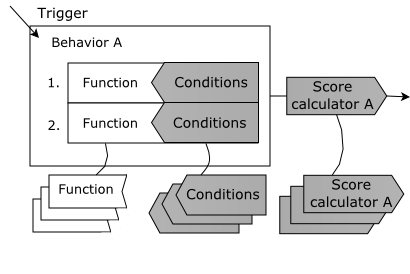 Trigger
Behavior A
1. Function Conditions
2. Function Conditions
Score
calculator A
Function
Conditions
Score
calculator A